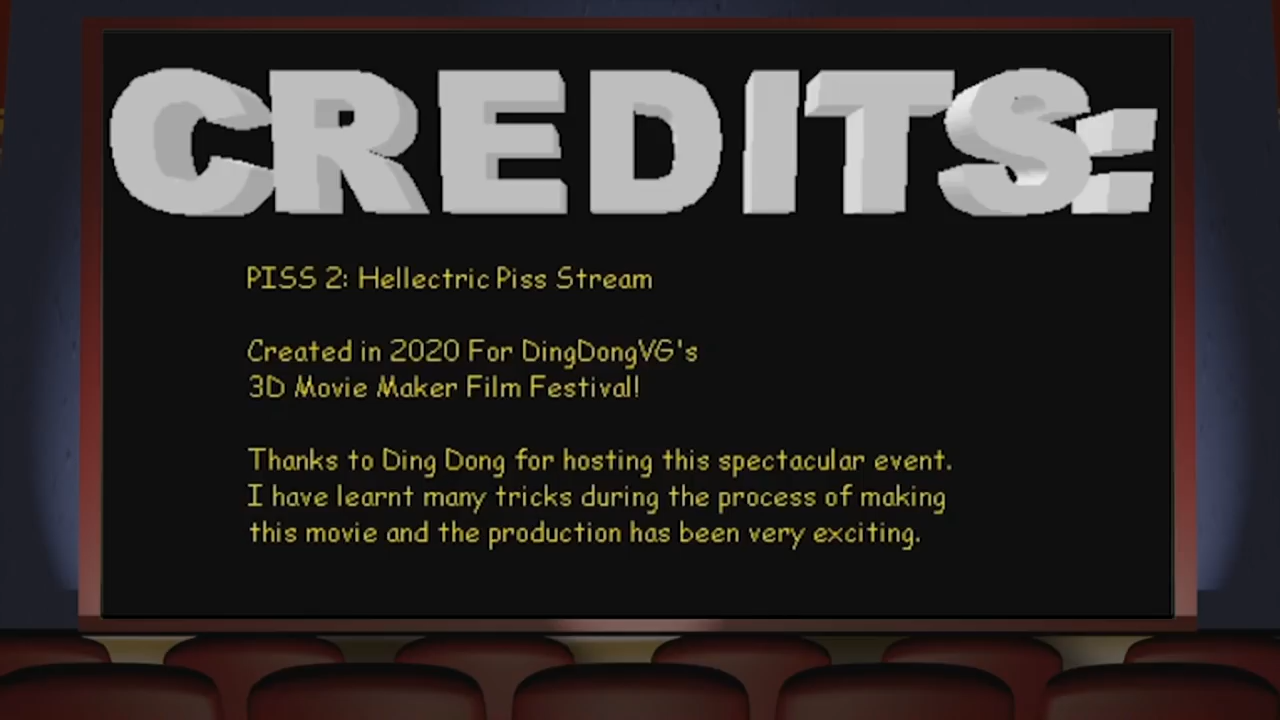 CREDITS:
PISS 2: Hellectric Piss Stream
Created in 2020 For DingDongVG's
3D Movie Maker Film Festival!
Thanks to Ding Dong for hosting this spectacular event.
I have learnt many tricks during the process of making
this movie and the production has been very exciting.